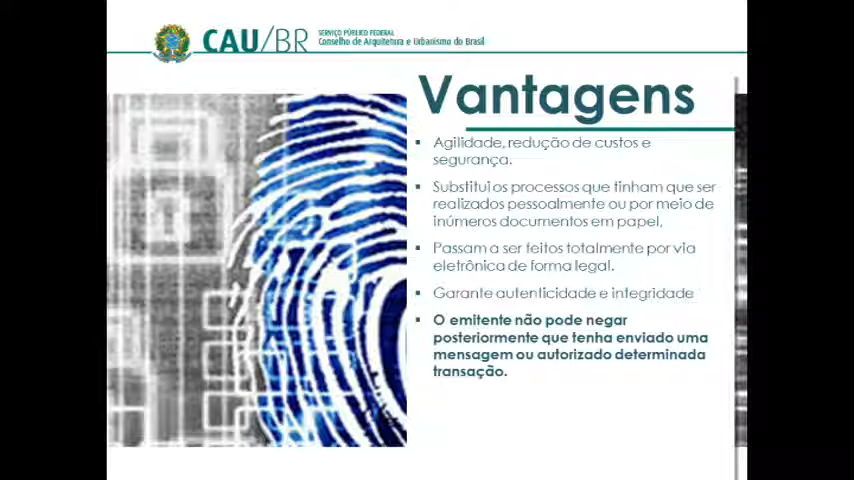 CAU/BR
SERVIÇO PÚBLICO FEDERAL
Conselho de Arquitetura e Urbanismo do Brasil
Vantagens
▪ Agilidade, redução de custos e
segurança.
▪ Substitui os processos que tinham que ser
realizados pessoalmente ou por meio de
inúmeros documentos em papel,
▪ Passam a ser feitos totalmente por via
eletrônica de forma legal.
▪ Garante autenticidade e integridade
▪ O emitente não pode negar
posteriormente que tenha enviado uma
mensagem ou autorizado determinada
transação.